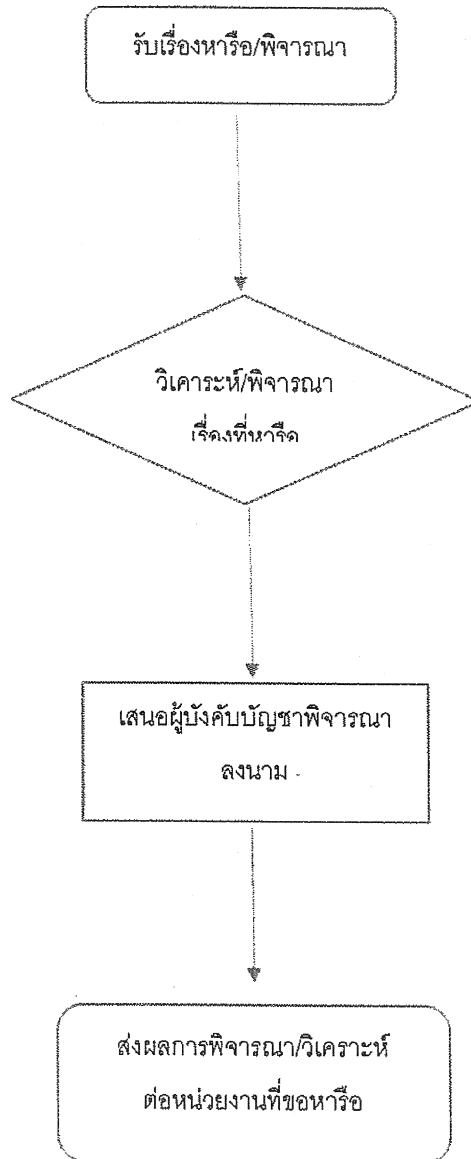 รับเรื่องหารือ/พิจารณา
วิเคาระห์/พิจารณา
เรื่องที่หารือ
เสนอผู้บังคับบัญชาพิจารณา
ลงนาม
ส่งผลการพิจารณา/วิเคราะห์
ต่อหน่วยงานที่ขอหารือ